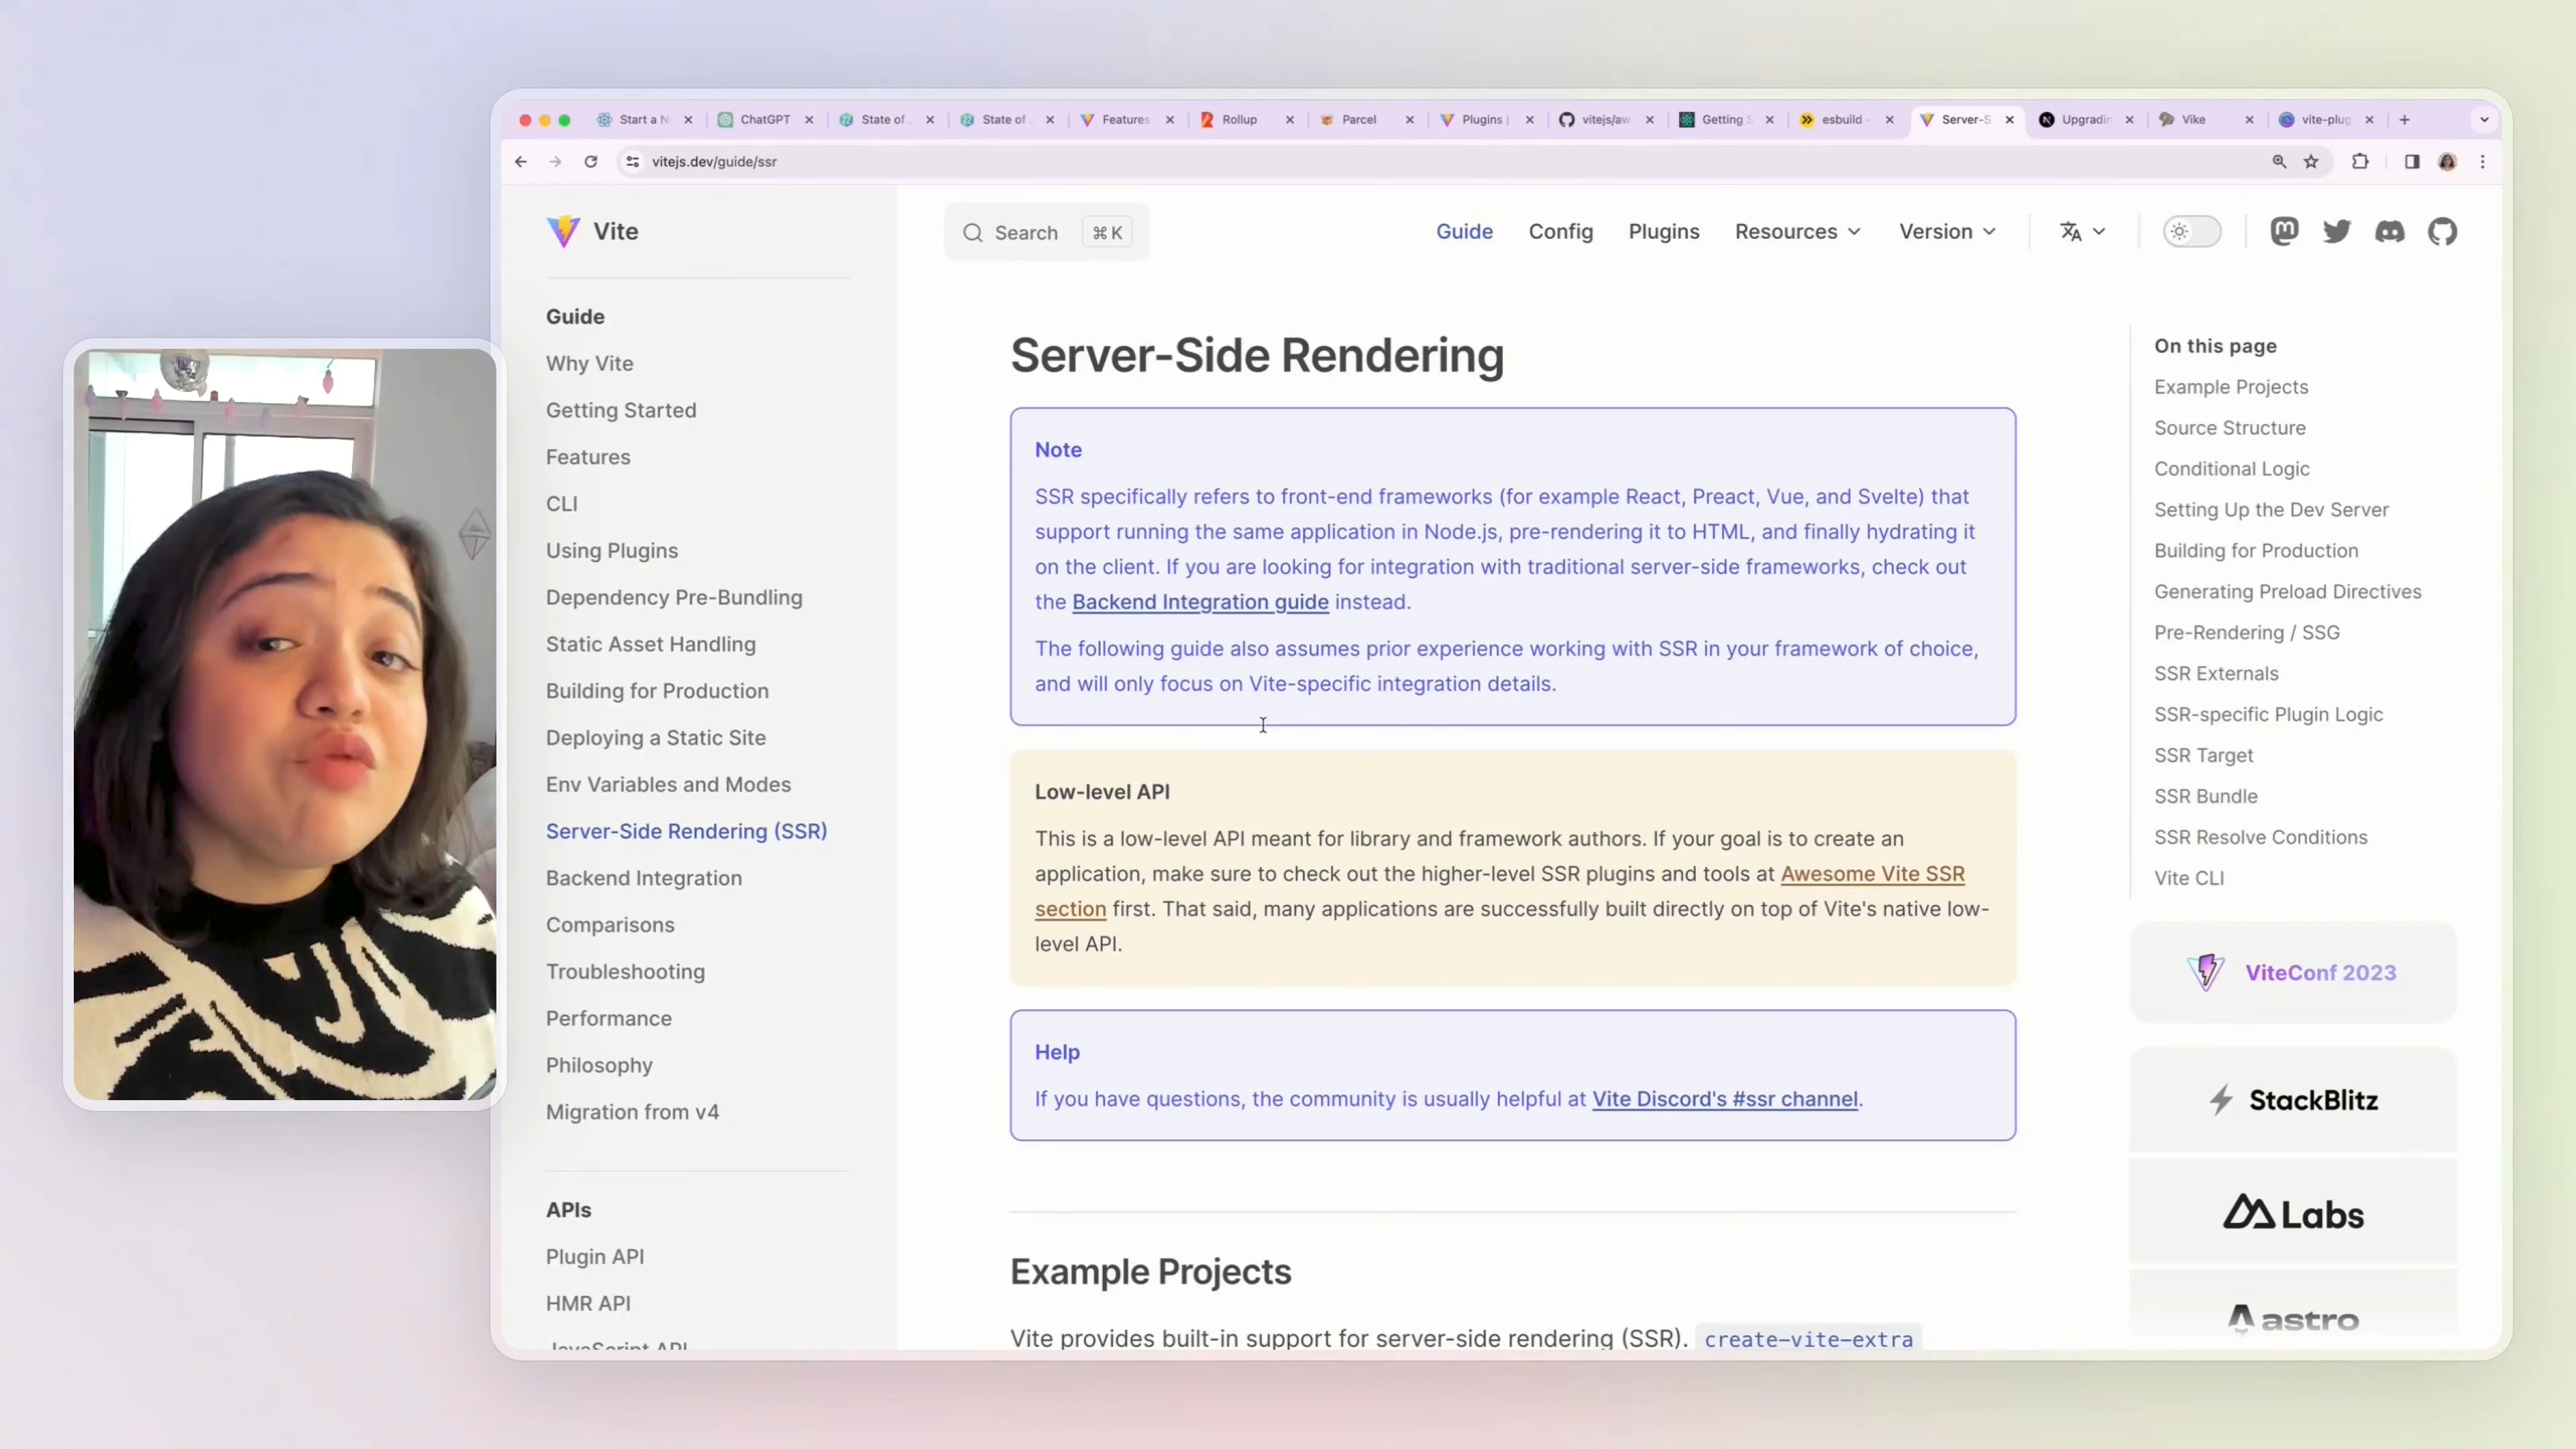 Start a N
ChatGPT
State of J
State of
Features
Rollup
Parcel
Plugins |
vitejs/aw
Getting S
esbuild -
Server-S
Upgradin
Vike
vite-plug
vitejs.dev/guide/ssr
Vite
Search
⌘ K
Guide
Config
Plugins
Resources
Version
Guide
Why Vite
Getting Started
Features
CLI
Using Plugins
Dependency Pre-Bundling
Static Asset Handling
Building for Production
Deploying a Static Site
Env Variables and Modes
Server-Side Rendering (SSR)
Backend Integration
Comparisons
Troubleshooting
Performance
Philosophy
Migration from v4
APIs
Plugin API
HMR API
JavaScript API
Server-Side Rendering
Note
SSR specifically refers to front-end frameworks (for example React, Preact, Vue, and Svelte) that
support running the same application in Node.js, pre-rendering it to HTML, and finally hydrating it
on the client. If you are looking for integration with traditional server-side frameworks, check out
the Backend Integration guide instead.
The following guide also assumes prior experience working with SSR in your framework of choice,
and will only focus on Vite-specific integration details.
Low-level API
This is a low-level API meant for library and framework authors. If your goal is to create an
application, make sure to check out the higher-level SSR plugins and tools at Awesome Vite SSR
section first. That said, many applications are successfully built directly on top of Vite's native low-
level API.
Help
If you have questions, the community is usually helpful at Vite Discord's #ssr channel.
Example Projects
Vite provides built-in support for server-side rendering (SSR). create-vite-extra
On this page
Example Projects
Source Structure
Conditional Logic
Setting Up the Dev Server
Building for Production
Generating Preload Directives
Pre-Rendering / SSG
SSR Externals
SSR-specific Plugin Logic
SSR Target
SSR Bundle
SSR Resolve Conditions
Vite CLI
ViteConf 2023
StackBlitz
Labs
astro